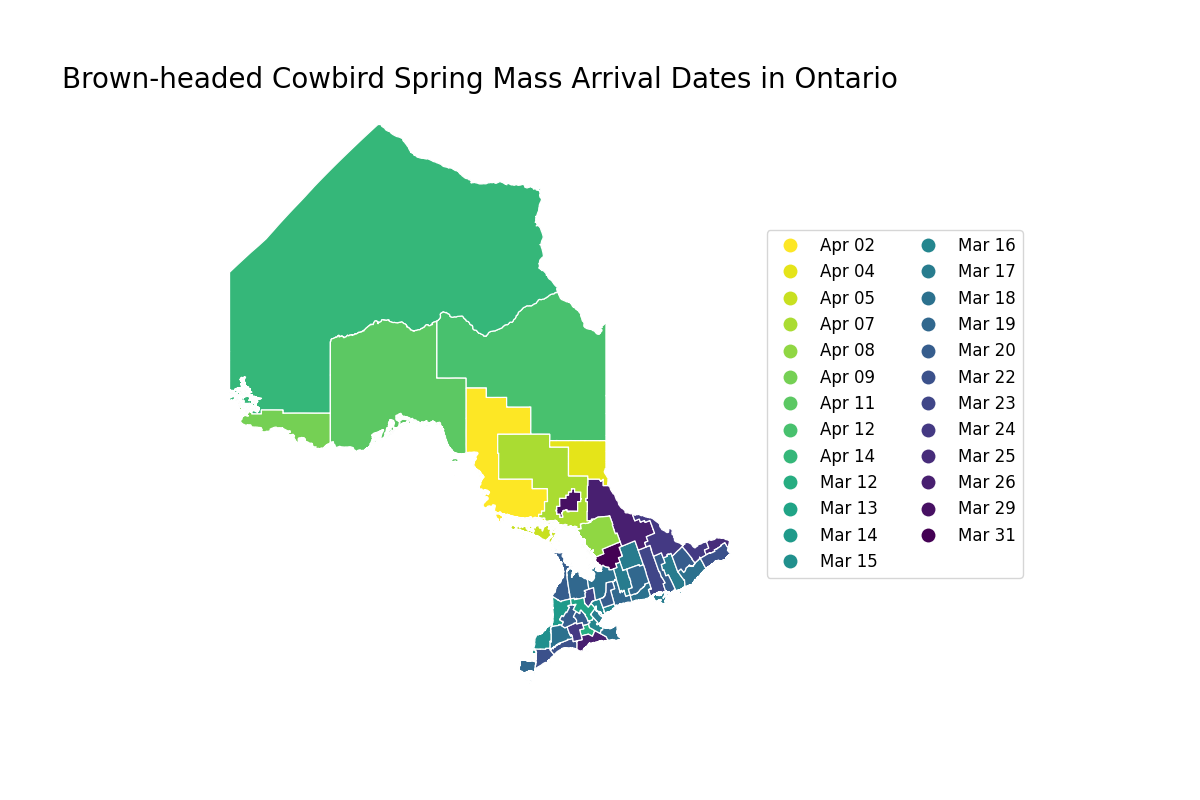 Brown-headed Cowbird Spring Mass Arrival Dates in Ontario
Apr 02
Apr 04
Apr 05
Apr 07
Apr 08
Apr 09
Apr 11
Apr 12
Apr 14
Mar 12
Mar 13
Mar 14
Mar 15
Mar 16
Mar 17
Mar 18
Mar 19
Mar 20
Mar 22
Mar 23
Mar 24
Mar 25
Mar 26
Mar 29
Mar 31